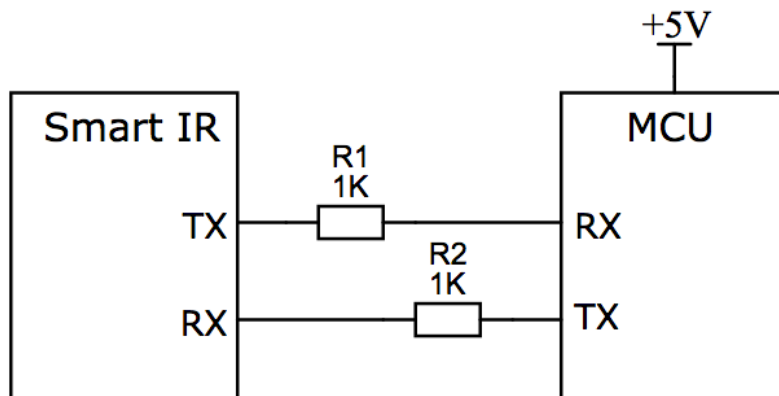 +5V
Smart IR
MCU
R1
1K
TX
RX
R2
1K
RX
TX